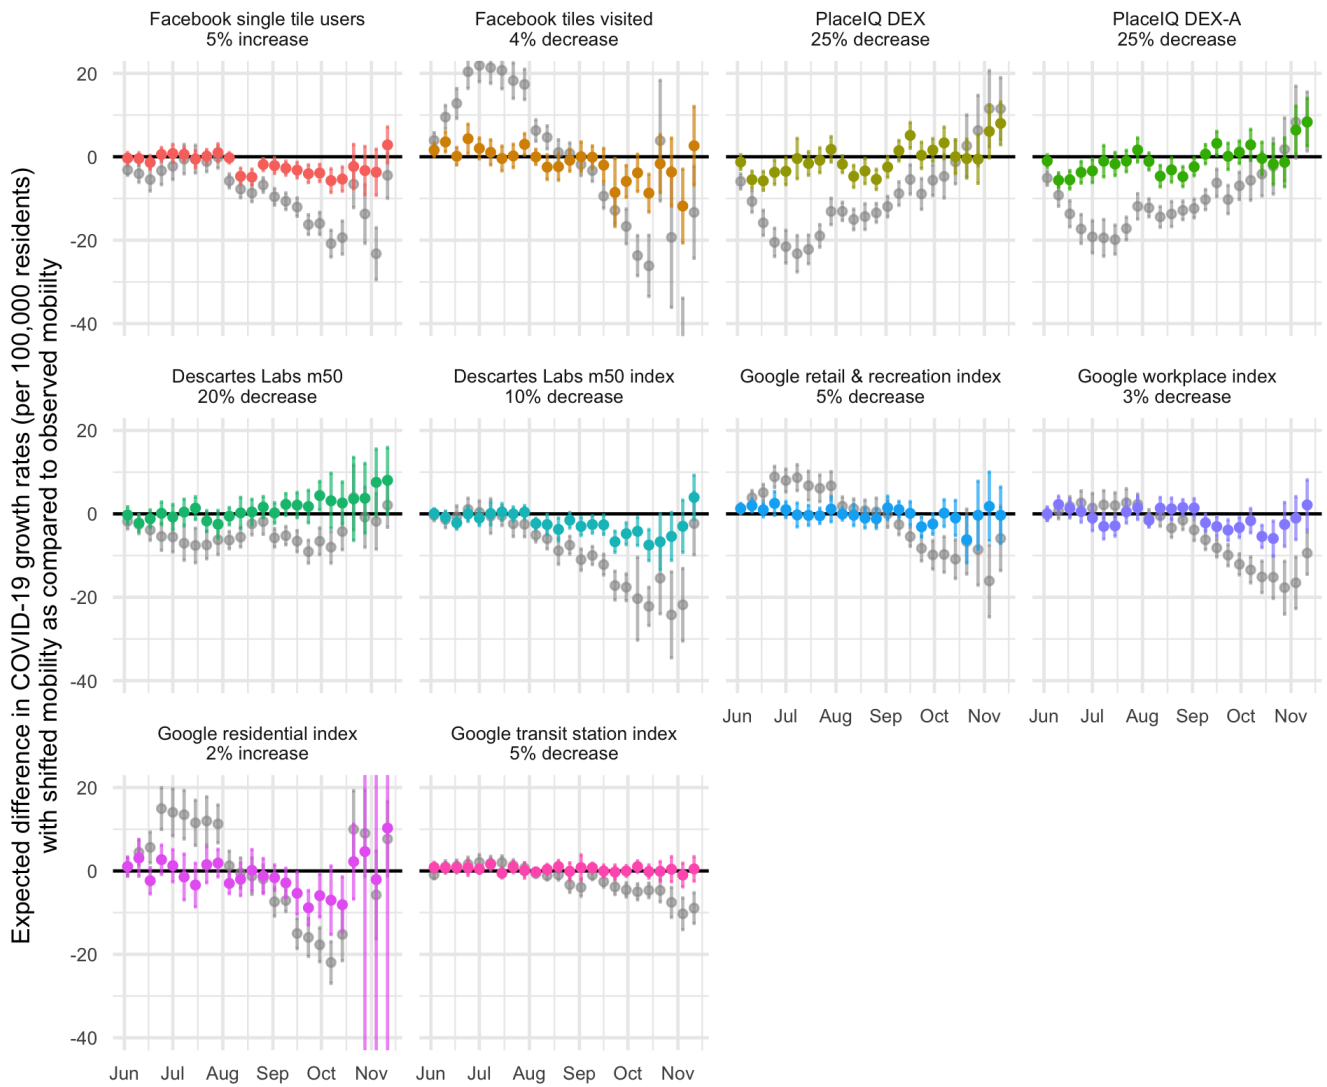 Facebook single tile users
5% increase
Facebook tiles visited
4% decrease
PlaceIQ DEX
25% decrease
PlaceIQ DEX-A
25% decrease
20
0
-20
-40
Descartes Labs m50
20% decrease
Descartes Labs m50 index
10% decrease
Google retail & recreation index
5% decrease
Google workplace index
3% decrease
20
0
-20
-40
Jun Jul Aug Sep Oct Nov
Jun Jul Aug Sep Oct Nov
Google residential index
2% increase
Google transit station index
5% decrease
20
0
-20
-40
Jun Jul Aug Sep Oct Nov
Jun Jul Aug Sep Oct Nov
Expected difference in COVID-19 growth rates (per 100,000 residents)
with shifted mobility as compared to observed mobiilty